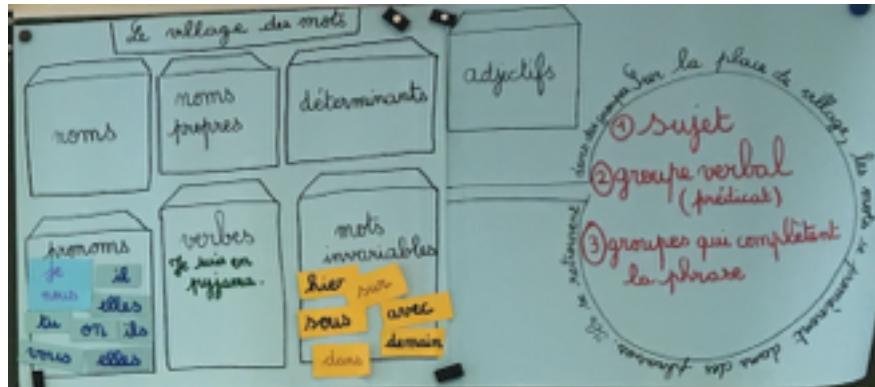 Le village des mots
noms
noms
propres
déterminants
adjectifs
pronoms
je
nous
il
elles
tu
on
ils
vous
elles
verbes
Je suis en
pyjama.
mots
invariables
hier
sur
sous
avec
demain
dans
Sur la place du village, les mots se promènent dans des phrases. Ils se retrouvent dans des groupes
① sujet
② groupe verbal
(prédicat)
③ groupes qui complètent
la phrase